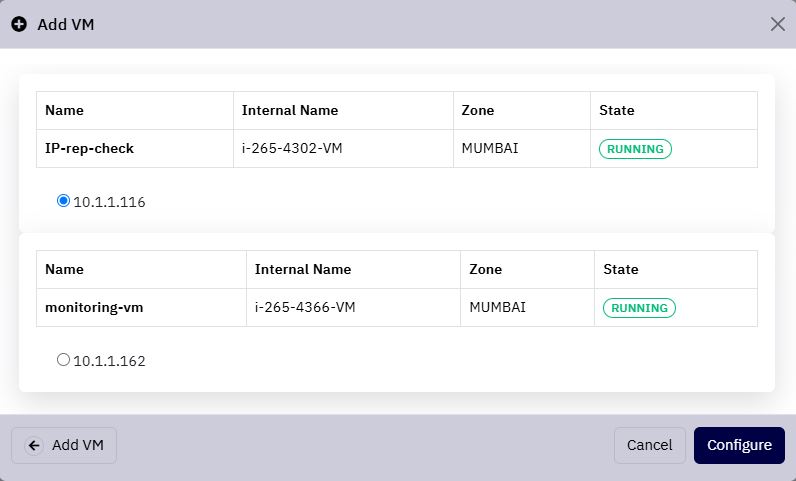 Add VM
Name Internal Name Zone State
IP-rep-check i-265-4302-VM MUMBAI RUNNING
10.1.1.116
Name Internal Name Zone State
monitoring-vm i-265-4366-VM MUMBAI RUNNING
10.1.1.162
Add VM Cancel Configure